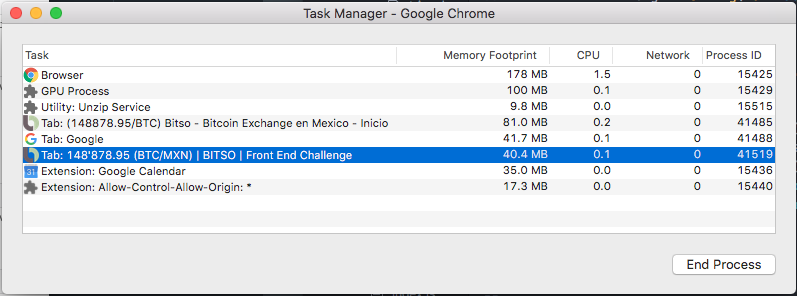 Task Manager - Google Chrome
Task Memory Footprint CPU Network Process ID
Browser 178 MB 1.5 0 15425
GPU Process 100 MB 0.1 0 15429
Utility: Unzip Service 9.8 MB 0.0 0 15515
Tab: (148878.95/BTC) Bitso - Bitcoin Exchange en Mexico - Inicio 81.0 MB 0.2 0 41485
Tab: Google 41.7 MB 0.1 0 41488
Tab: 148'878.95 (BTC/MXN) | BITSO | Front End Challenge 40.4 MB 0.1 0 41519
31 Extension: Google Calendar 35.0 MB 0.0 0 15436
Extension: Allow-Control-Allow-Origin: * 17.3 MB 0.0 0 15440
End Process